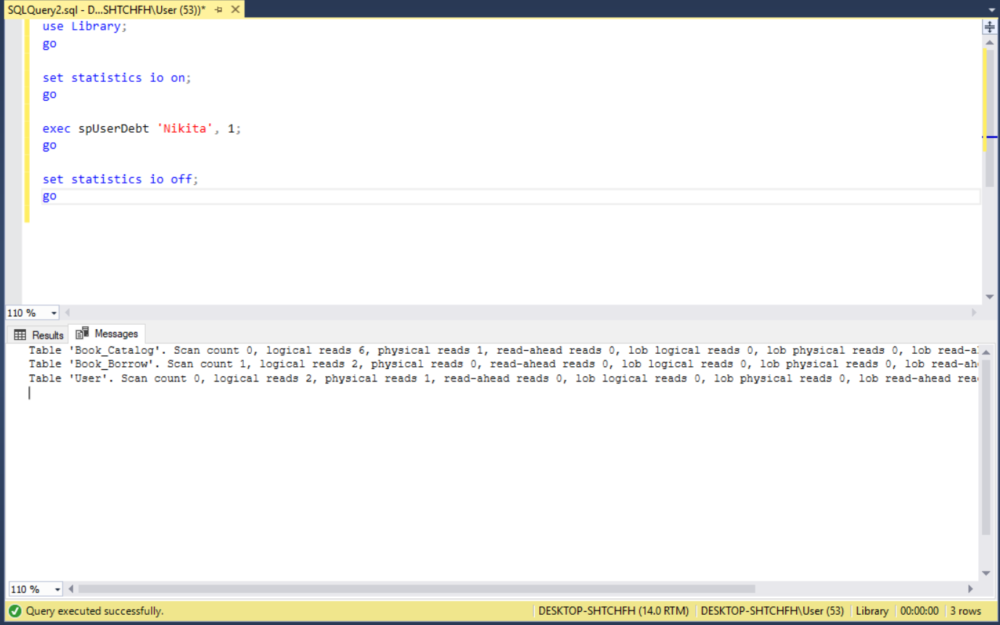 SQLQuery2.sql - D...SHTCHFH\User (53))*
use Library;
go
set statistics io on;
go
exec spUserDebt 'Nikita', 1;
go
set statistics io off;
go
110 %
Results Messages
Table 'Book_Catalog'. Scan count 0, logical reads 6, physical reads 1, read-ahead reads 0, lob logical reads 0, lob physical reads 0, lob read-a
Table 'Book_Borrow'. Scan count 1, logical reads 2, physical reads 0, read-ahead reads 0, lob logical reads 0, lob physical reads 0, lob read-ah
Table 'User'. Scan count 0, logical reads 2, physical reads 1, read-ahead reads 0, lob logical reads 0, lob physical reads 0, lob read-ahead rea
110 %
Query executed successfully. DESKTOP-SHTCHFH (14.0 RTM) DESKTOP-SHTCHFH\User (53) Library 00:00:00 3 rows